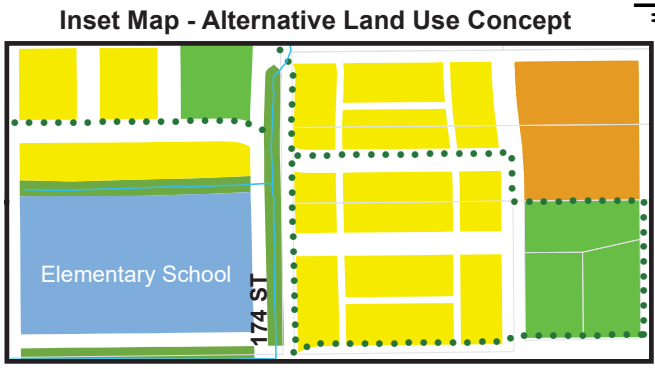 Inset Map - Alternative Land Use Concept
Elementary School
174 ST